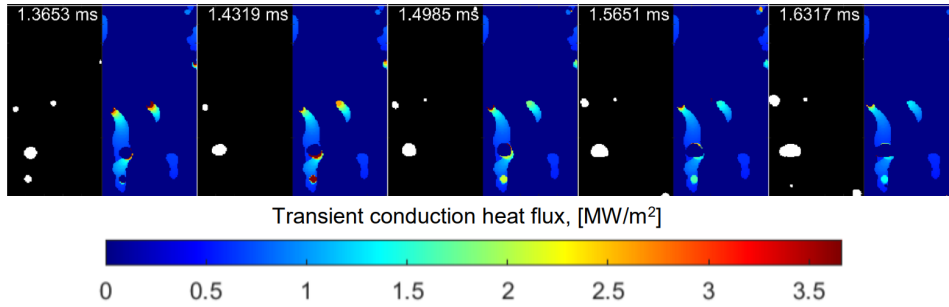 1.3653 ms 1.4319 ms 1.4985 ms 1.5651 ms 1.6317 ms
Transient conduction heat flux, [MW/m²]
0 0.5 1 1.5 2 2.5 3 3.5